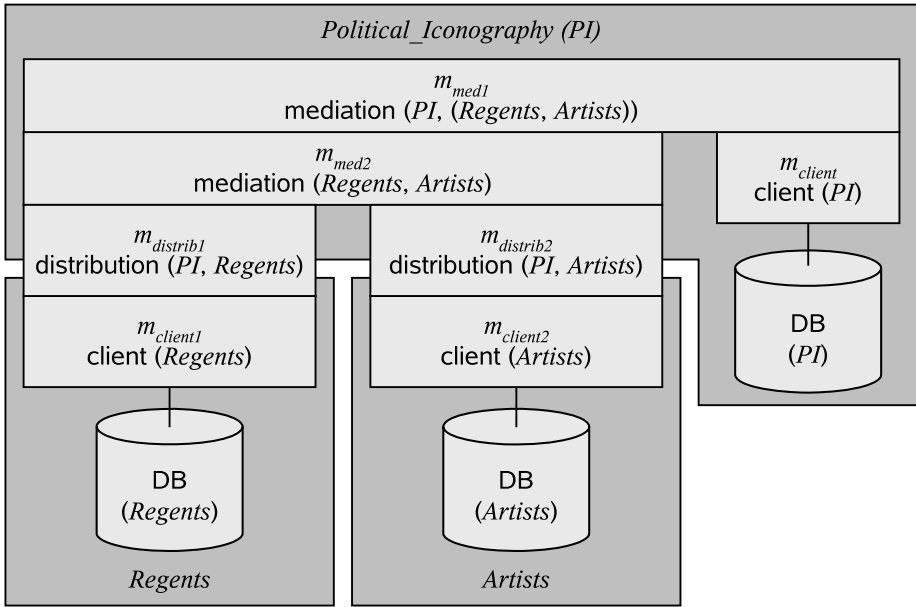 Political_Iconography (PI)
m_med1
mediation (PI, (Regents, Artists))
m_med2
mediation (Regents, Artists)
m_client
client (PI)
m_distrib1
distribution (PI, Regents)
m_distrib2
distribution (PI, Artists)
DB
(PI)
m_client1
client (Regents)
m_client2
client (Artists)
DB
(Regents)
DB
(Artists)
Regents
Artists